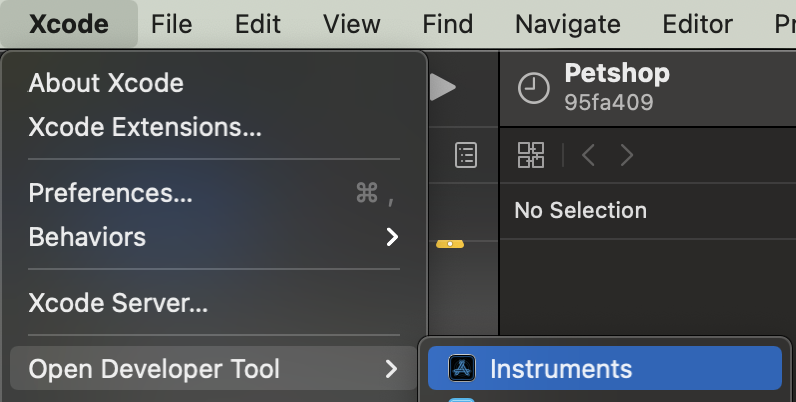 Xcode File Edit View Find Navigate Editor
About Xcode
Xcode Extensions...
Preferences... ⌘ ,
Behaviors
Xcode Server...
Open Developer Tool
Instruments
Petshop
95fa409
No Selection